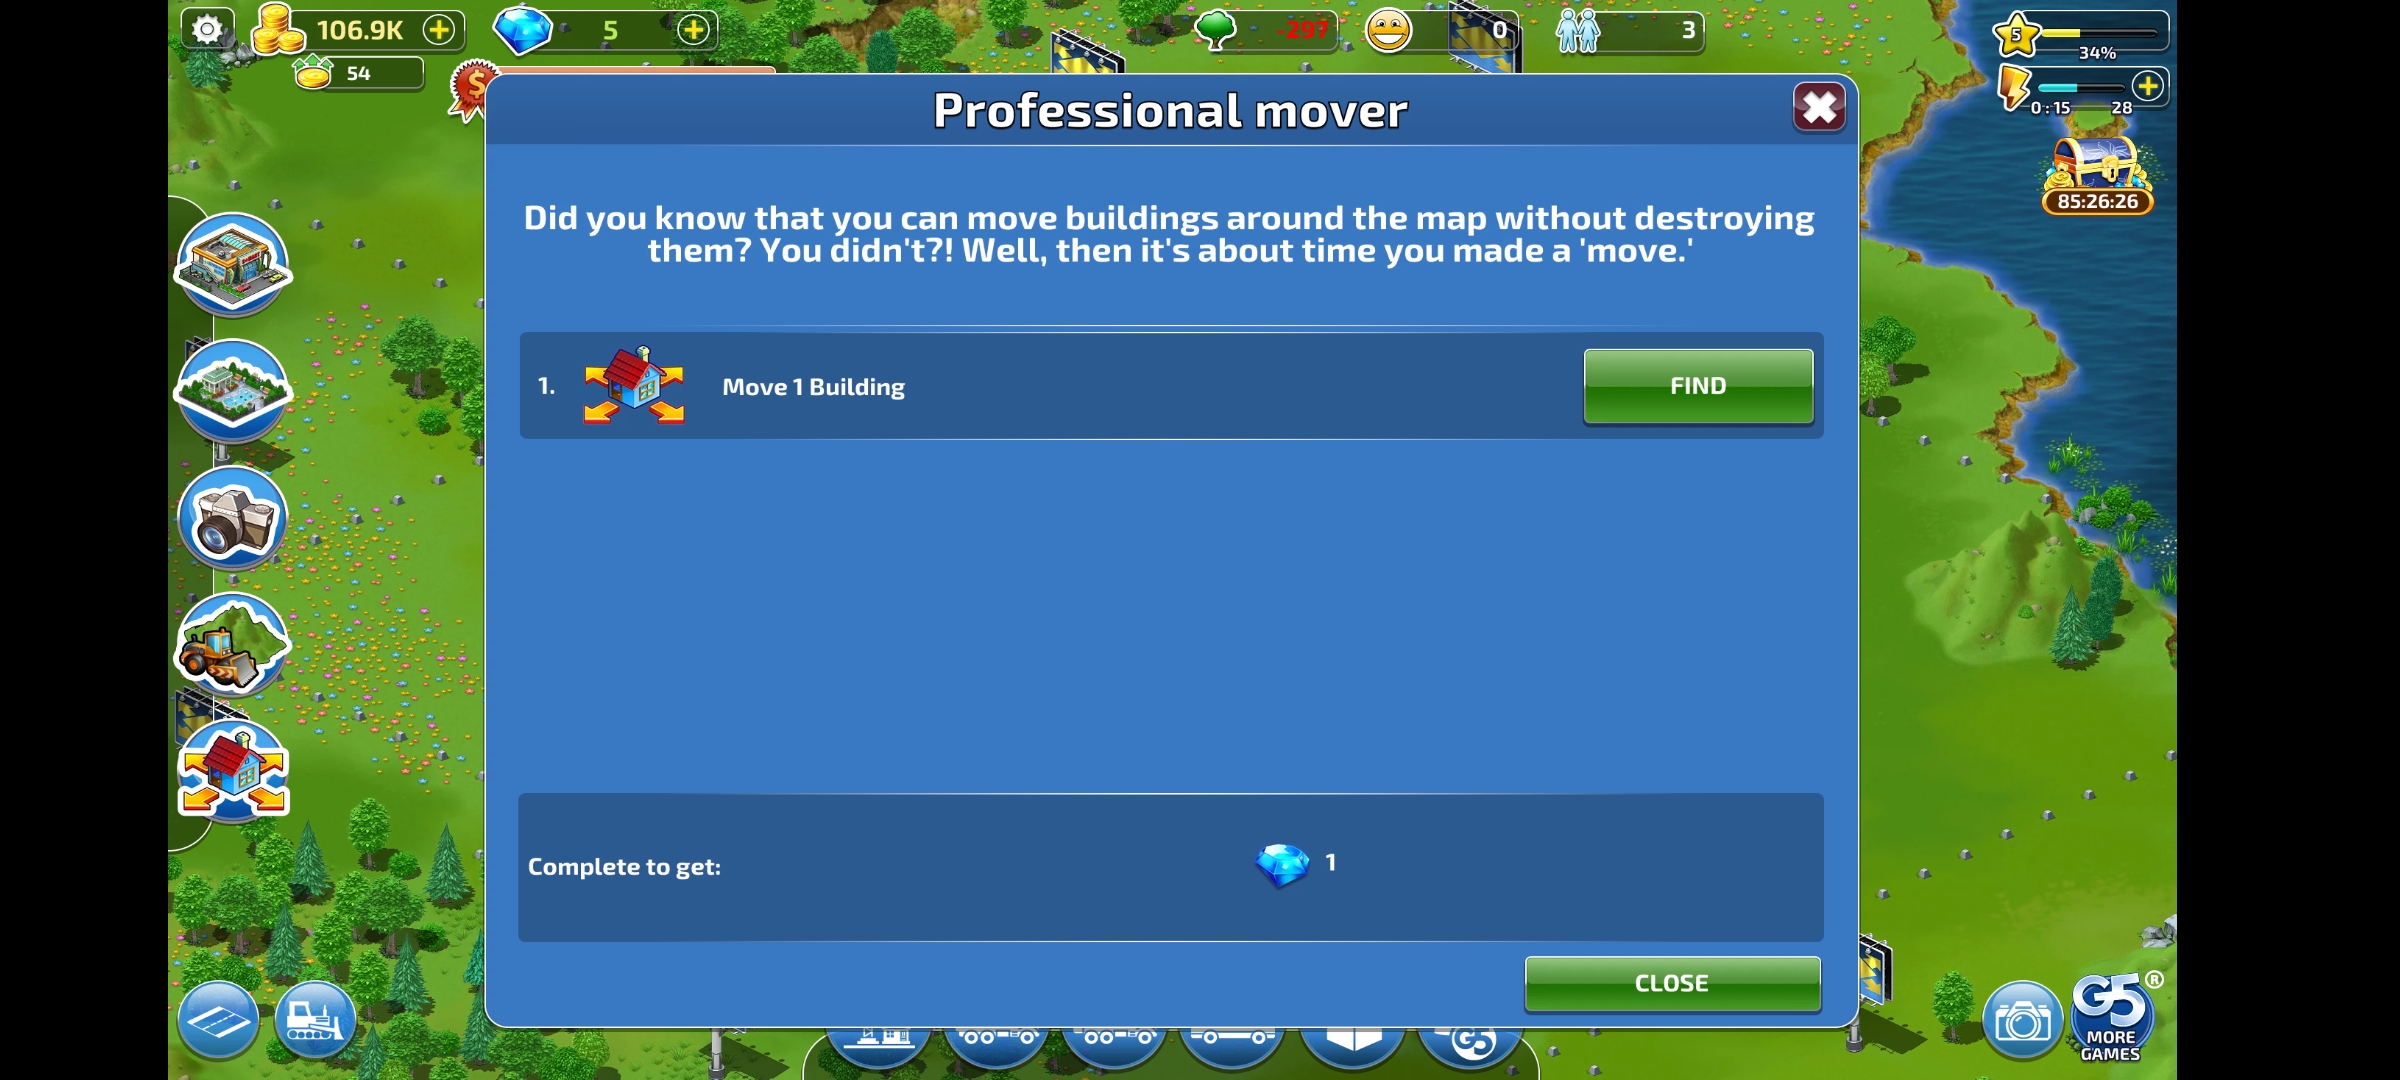 106.9K
5
-297
0
3
5
34%
54
0:15
28
Professional mover
85:26:26
Did you know that you can move buildings around the map without destroying
them? You didn't?! Well, then it's about time you made a 'move.'
1.
Move 1 Building
FIND
Complete to get:
1
CLOSE
G5
G5®
MORE
GAMES